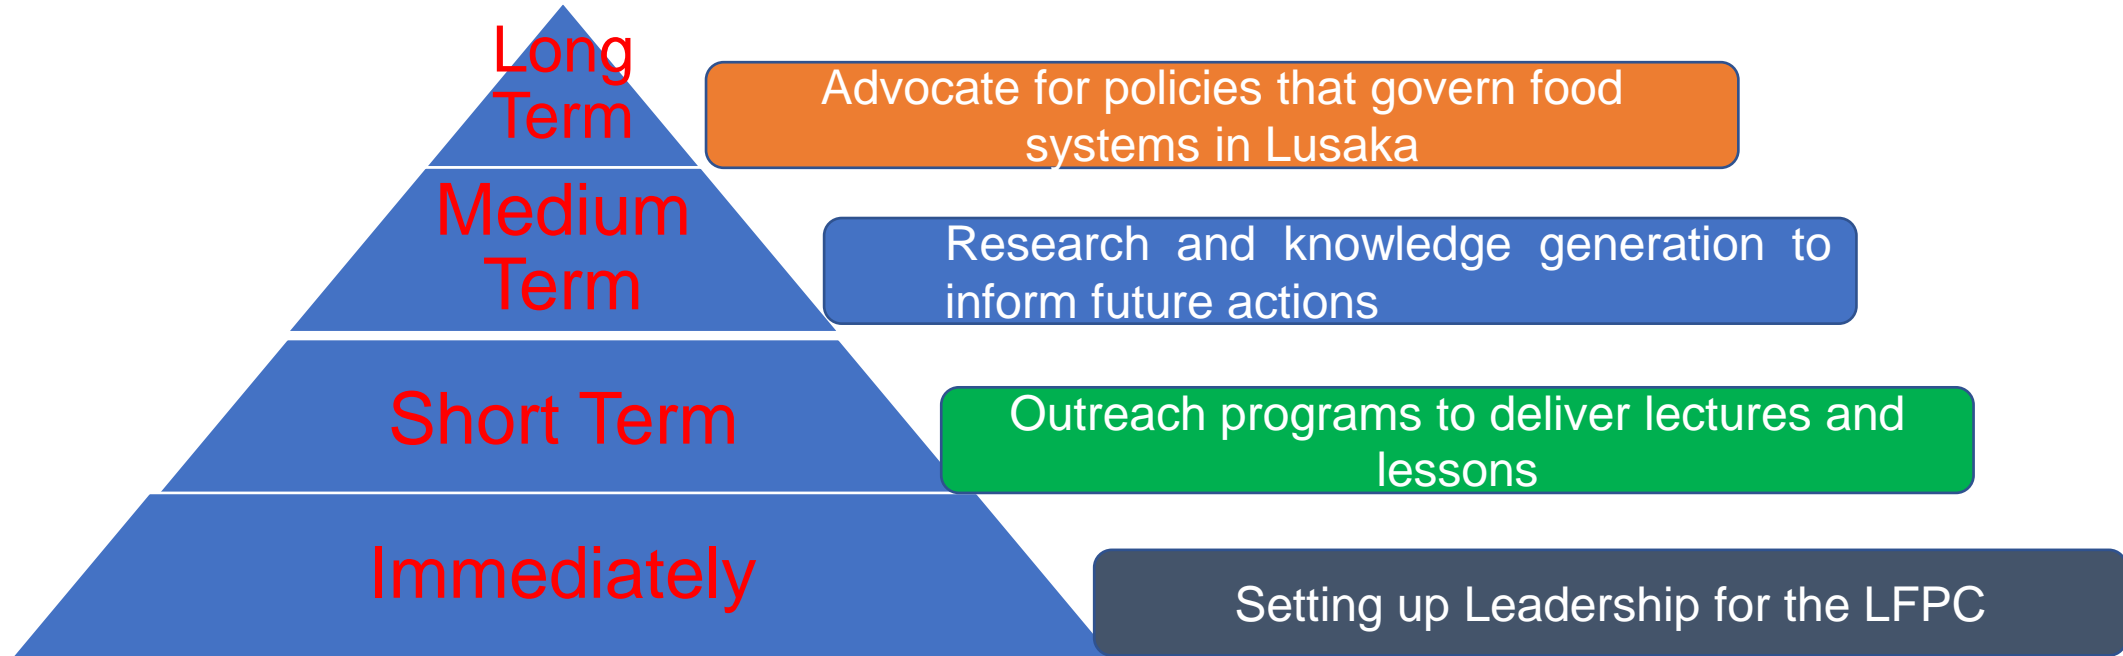 Long
Term
Advocate for policies that govern food
systems in Lusaka
Medium
Term
Research and knowledge generation to
inform future actions
Short Term
Outreach programs to deliver lectures and
lessons
Immediately
Setting up Leadership for the LFPC